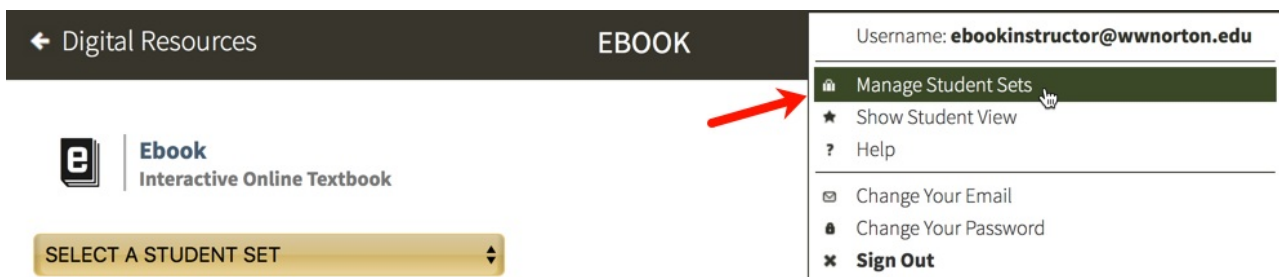 Digital Resources
EBOOK
e
Ebook
Interactive Online Textbook
SELECT A STUDENT SET
Username: ebookinstructor@wwnorton.edu
Manage Student Sets
Show Student View
? Help
Change Your Email
Change Your Password
Sign Out